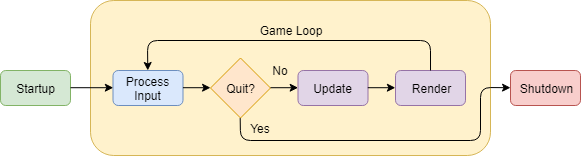 Game Loop
Startup
Process
Input
Quit?
No
Update
Render
Shutdown
Yes